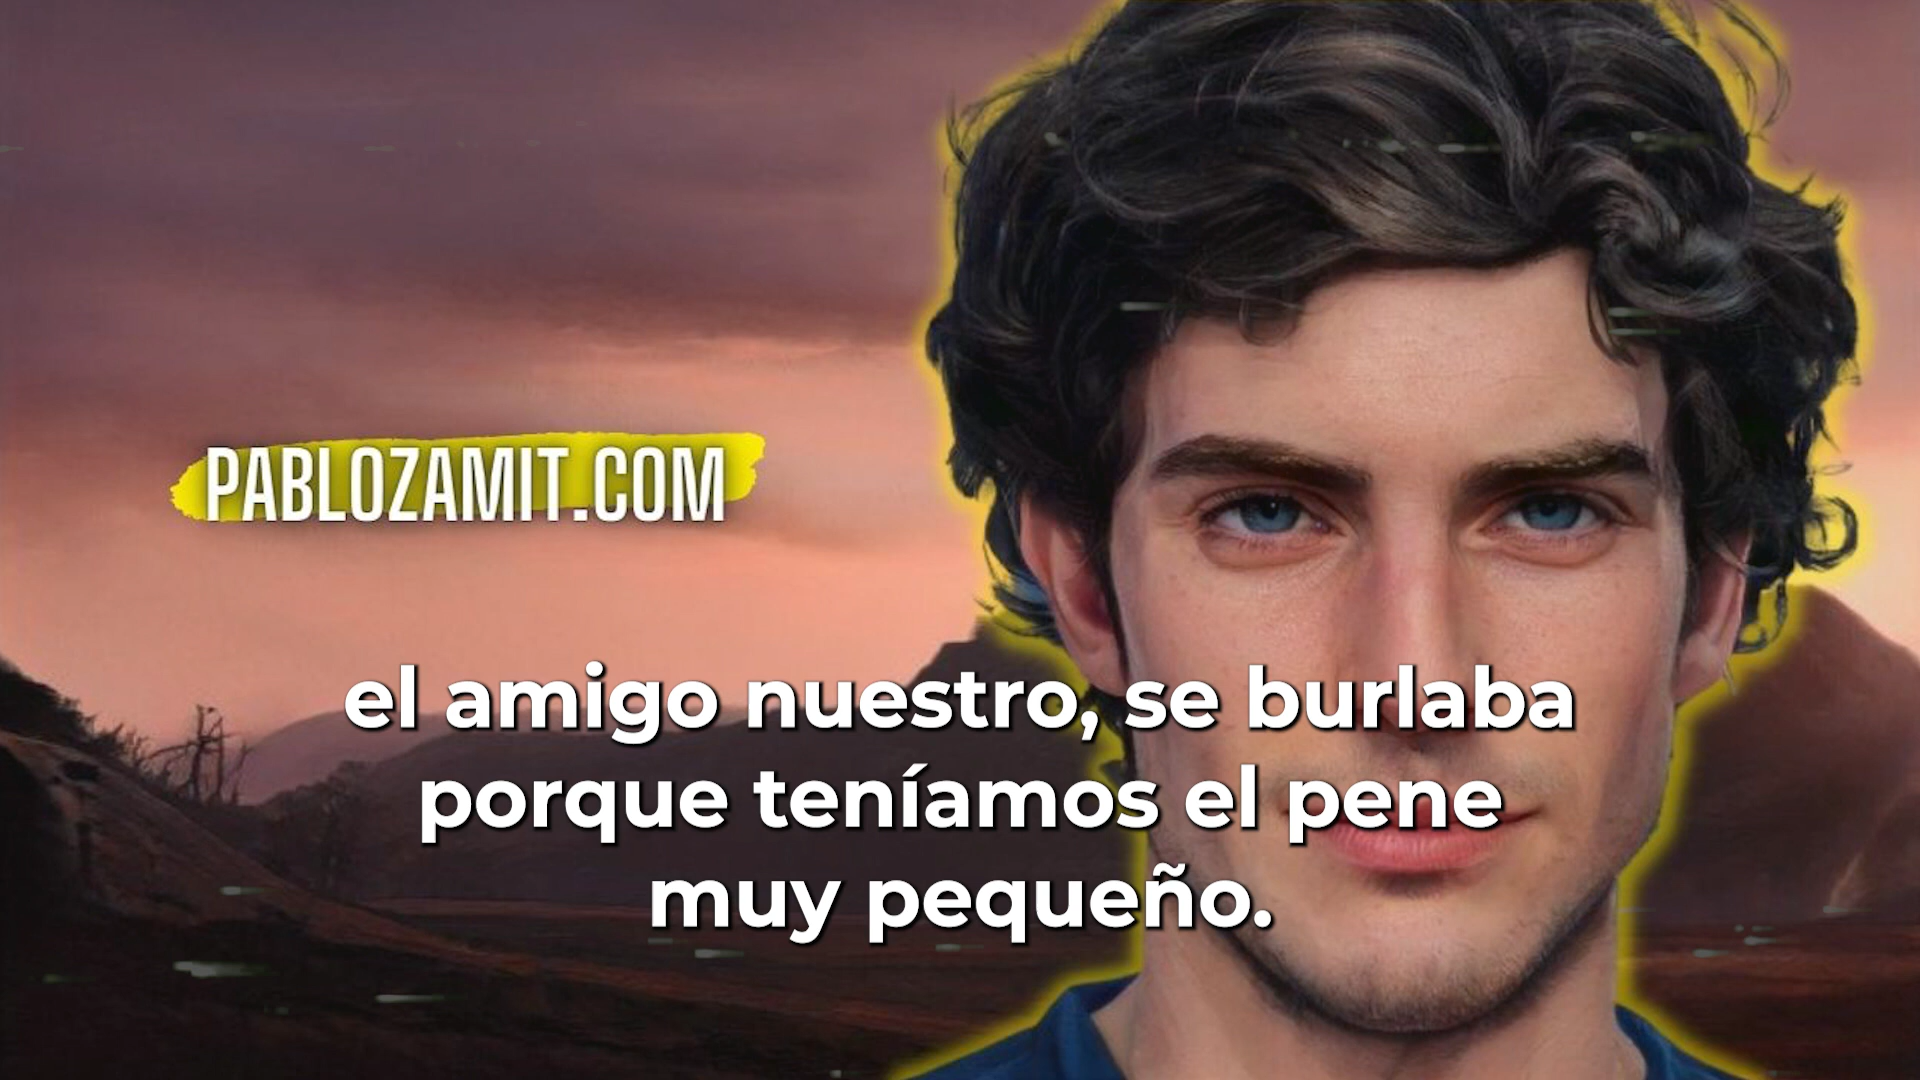 PABLOZAMIT.COM
el amigo nuestro, se burlaba
porque teníamos el pene
muy pequeño.